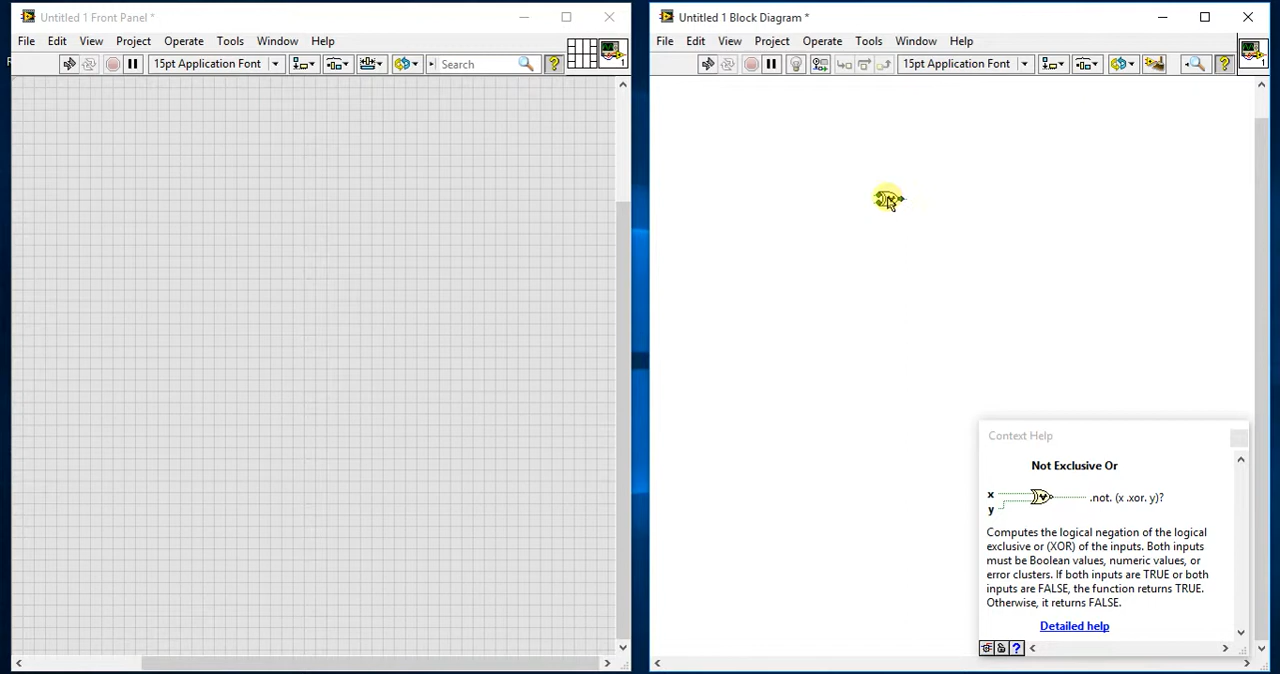 Untitled 1 Front Panel *
File Edit View Project Operate Tools Window Help
15pt Application Font
Search
?
1
Untitled 1 Block Diagram *
File Edit View Project Operate Tools Window Help
15pt Application Font
?
1
Context Help
Not Exclusive Or
x
y
.not. (x .xor. y)?
Computes the logical negation of the logical
exclusive or (XOR) of the inputs. Both inputs
must be Boolean values, numeric values, or
error clusters. If both inputs are TRUE or both
inputs are FALSE, the function returns TRUE.
Otherwise, it returns FALSE.
Detailed help
?